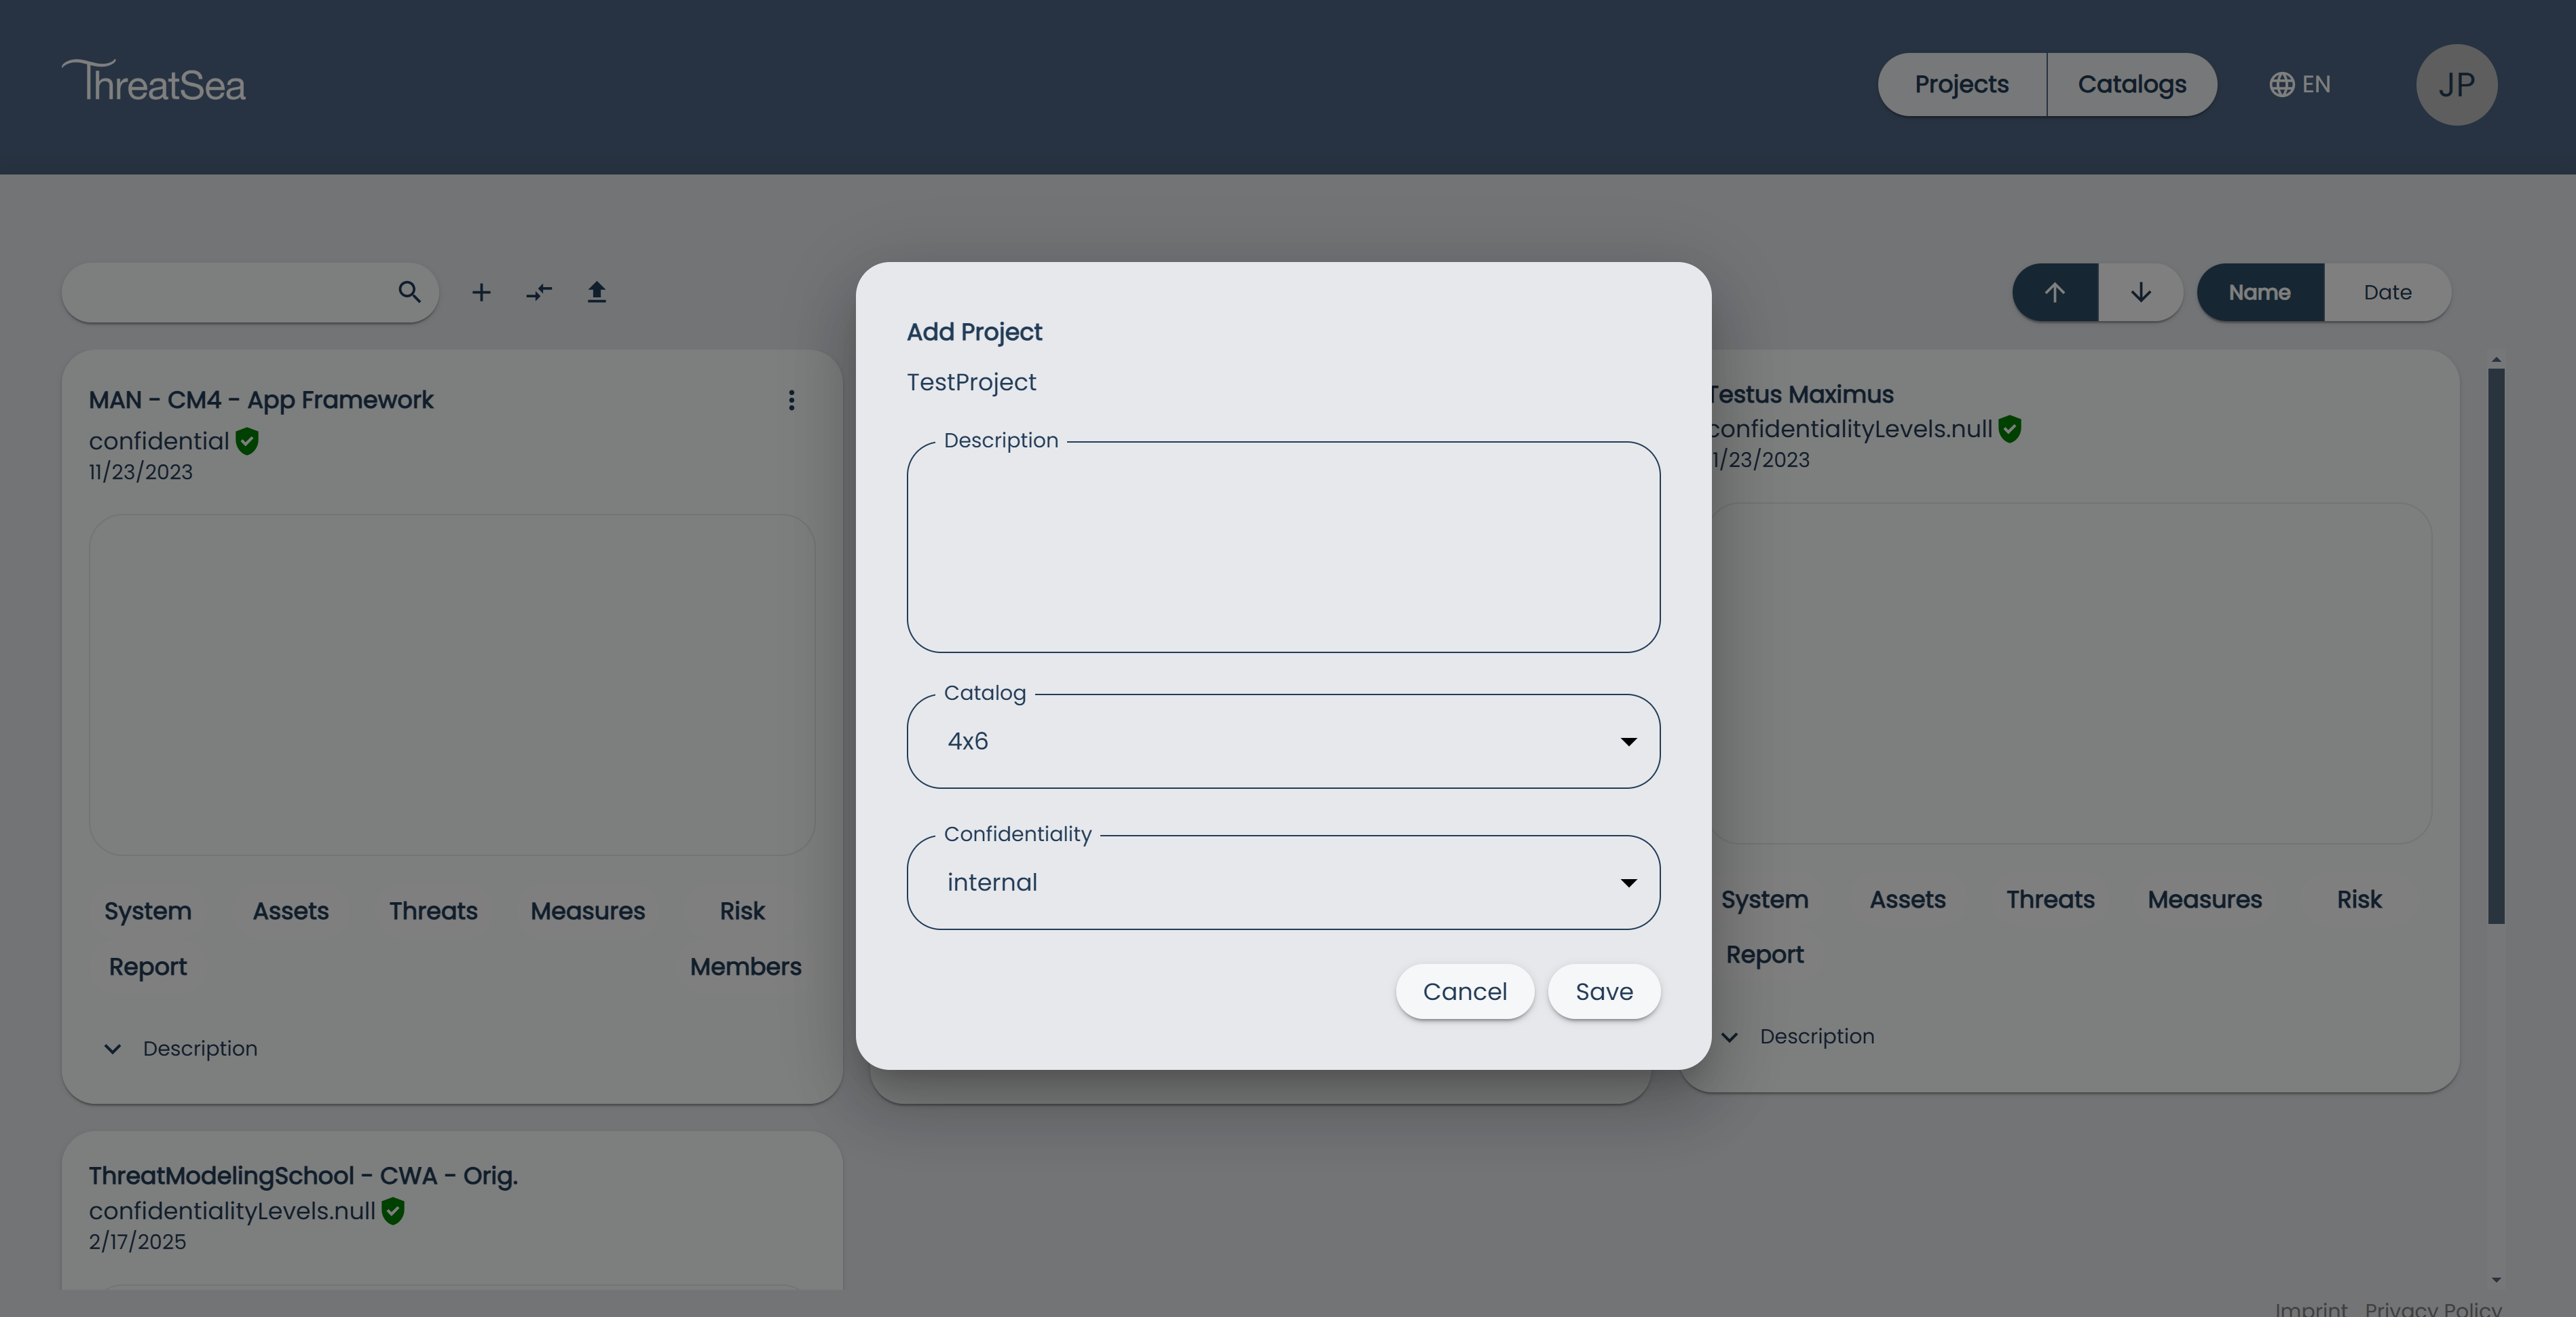 ThreatSea
Projects Catalogs EN JP
Name Date
MAN - CM4 - App Framework
confidential
11/23/2023
System Assets Threats Measures Risk
Report Members
Description
Add Project
TestProject
Description
Catalog
4x6
Confidentiality
internal
Cancel Save
Testus Maximus
confidentialityLevels.null
1/23/2023
System Assets Threats Measures Risk
Report
Description
ThreatModelingSchool - CWA - Orig.
confidentialityLevels.null
2/17/2025
Imprint Privacy Policy